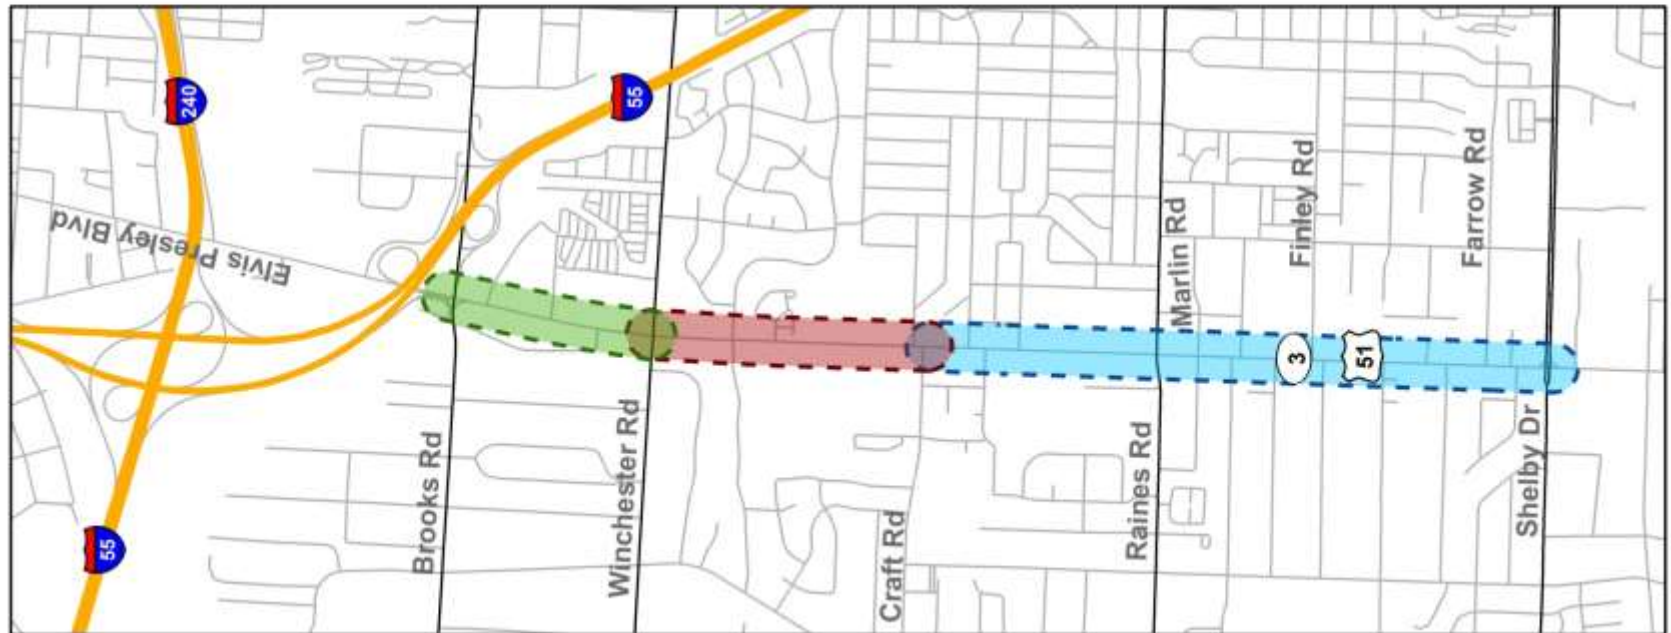 240
55
Elvis Presley Blvd
55
Brooks Rd
Winchester Rd
Craft Rd
Raines Rd
Marlin Rd
Finley Rd
3
51
Farrow Rd
Shelby Dr